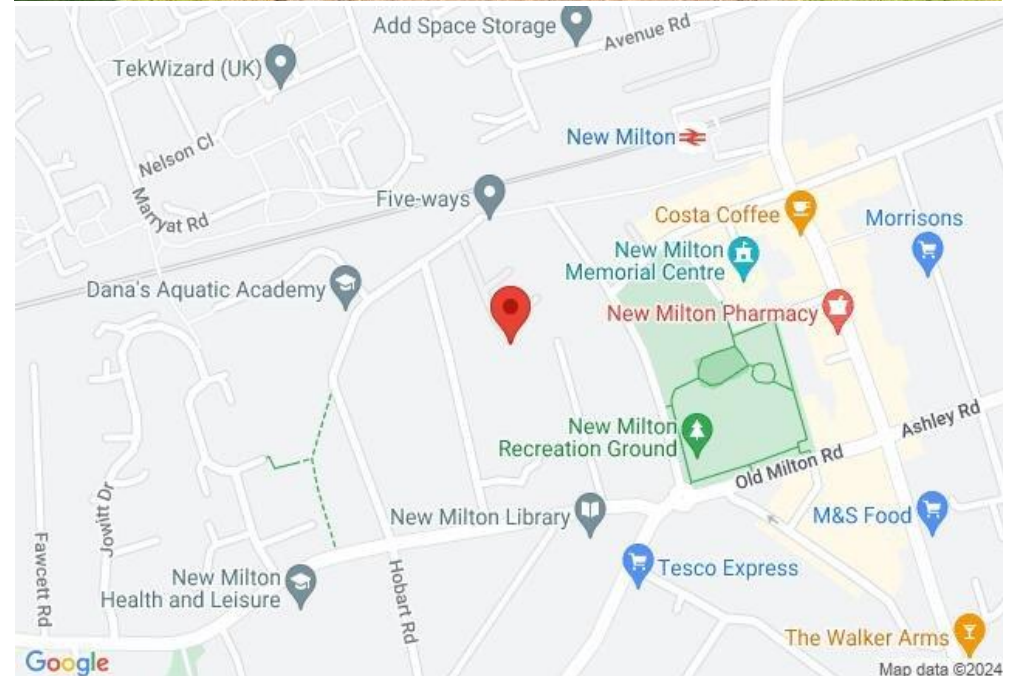 Add Space Storage
Avenue Rd
TekWizard (UK)
New Milton
Nelson Cl
Five-ways
Marryat Rd
Costa Coffee
Morrisons
New Milton
Memorial Centre
Dana's Aquatic Academy
New Milton Pharmacy
New Milton
Recreation Ground
Ashley Rd
Old Milton Rd
Jowitt Dr
New Milton Library
M&S Food
Fawcett Rd
Tesco Express
New Milton
Health and Leisure
Hobart Rd
The Walker Arms
Google
Map data ©2024